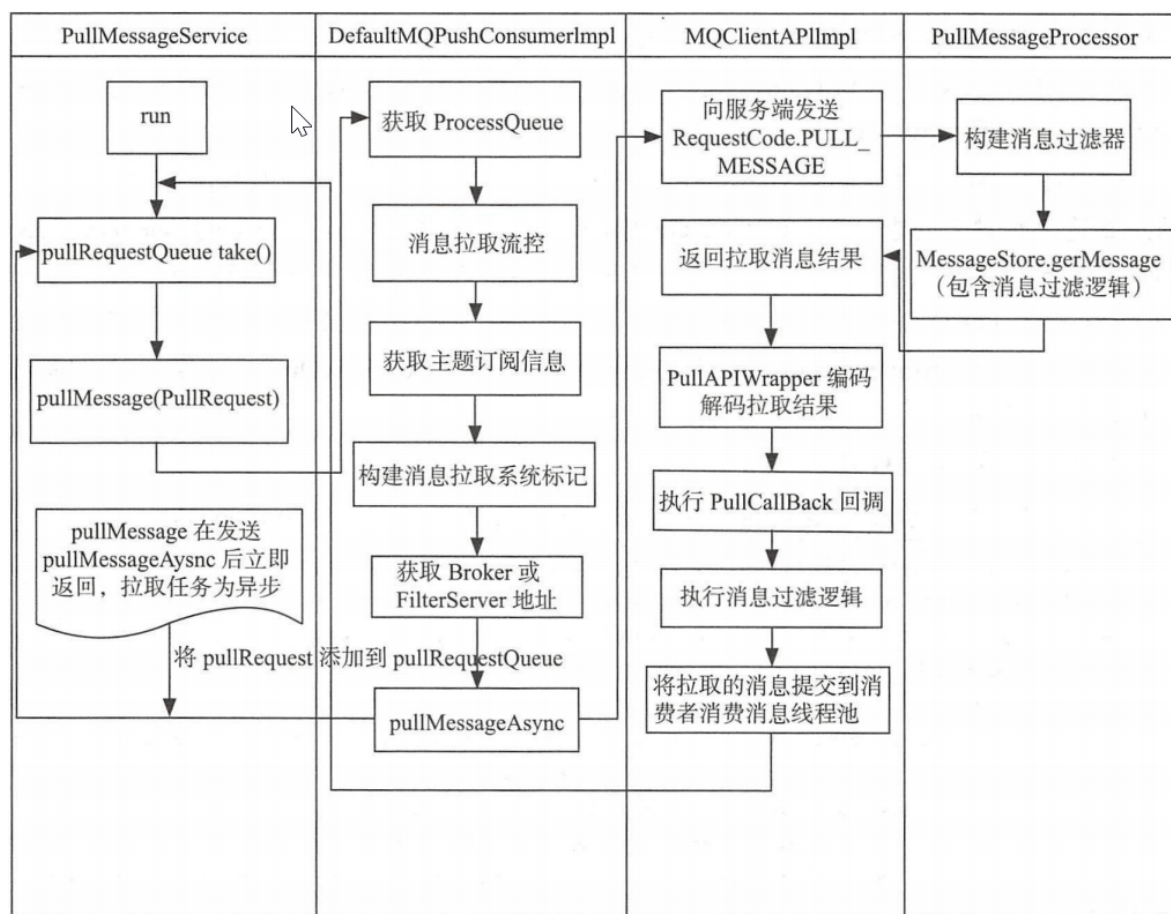 PullMessageService
DefaultMQPushConsumerImpl
MQClientAPIImpl
PullMessageProcessor
run
pullRequestQueue take()
pullMessage(PullRequest)
pullMessage 在发送
pullMessageAysnc 后立即
返回，拉取任务为异步
将 pullRequest 添加到 pullRequestQueue
获取 ProcessQueue
消息拉取流控
获取主题订阅信息
构建消息拉取系统标记
获取 Broker 或
FilterServer 地址
pullMessageAsync
向服务端发送
RequestCode.PULL_
MESSAGE
返回拉取消息结果
PullAPIWrapper 编码
解码拉取结果
执行 PullCallBack 回调
执行消息过滤逻辑
将拉取的消息提交到消
费者消费消息线程池
构建消息过滤器
MessageStore.gerMessage
（包含消息过滤逻辑）